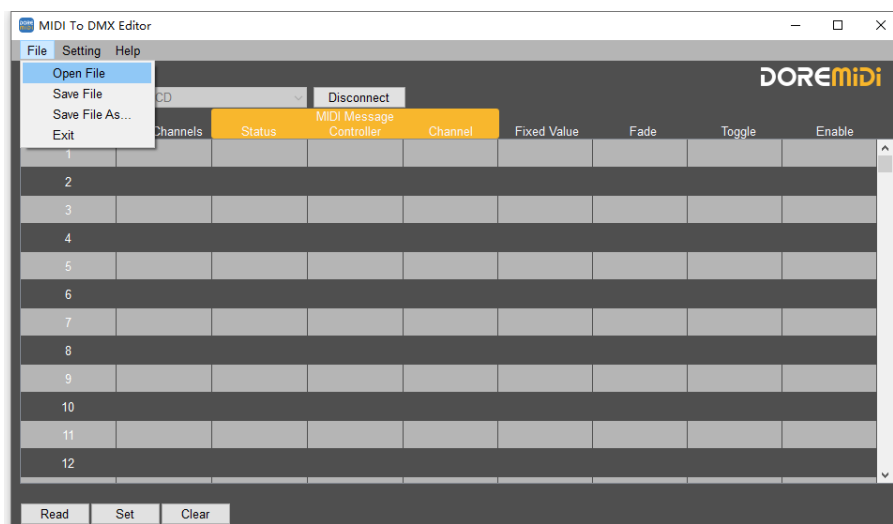 MIDI To DMX Editor
File Setting Help
Open File
Save File
Save File As...
Exit
DOREMiDi
CD Disconnect
MIDI Message
Channels Status Controller Channel Fixed Value Fade Toggle Enable
1
2
3
4
5
6
7
8
9
10
11
12
Read Set Clear